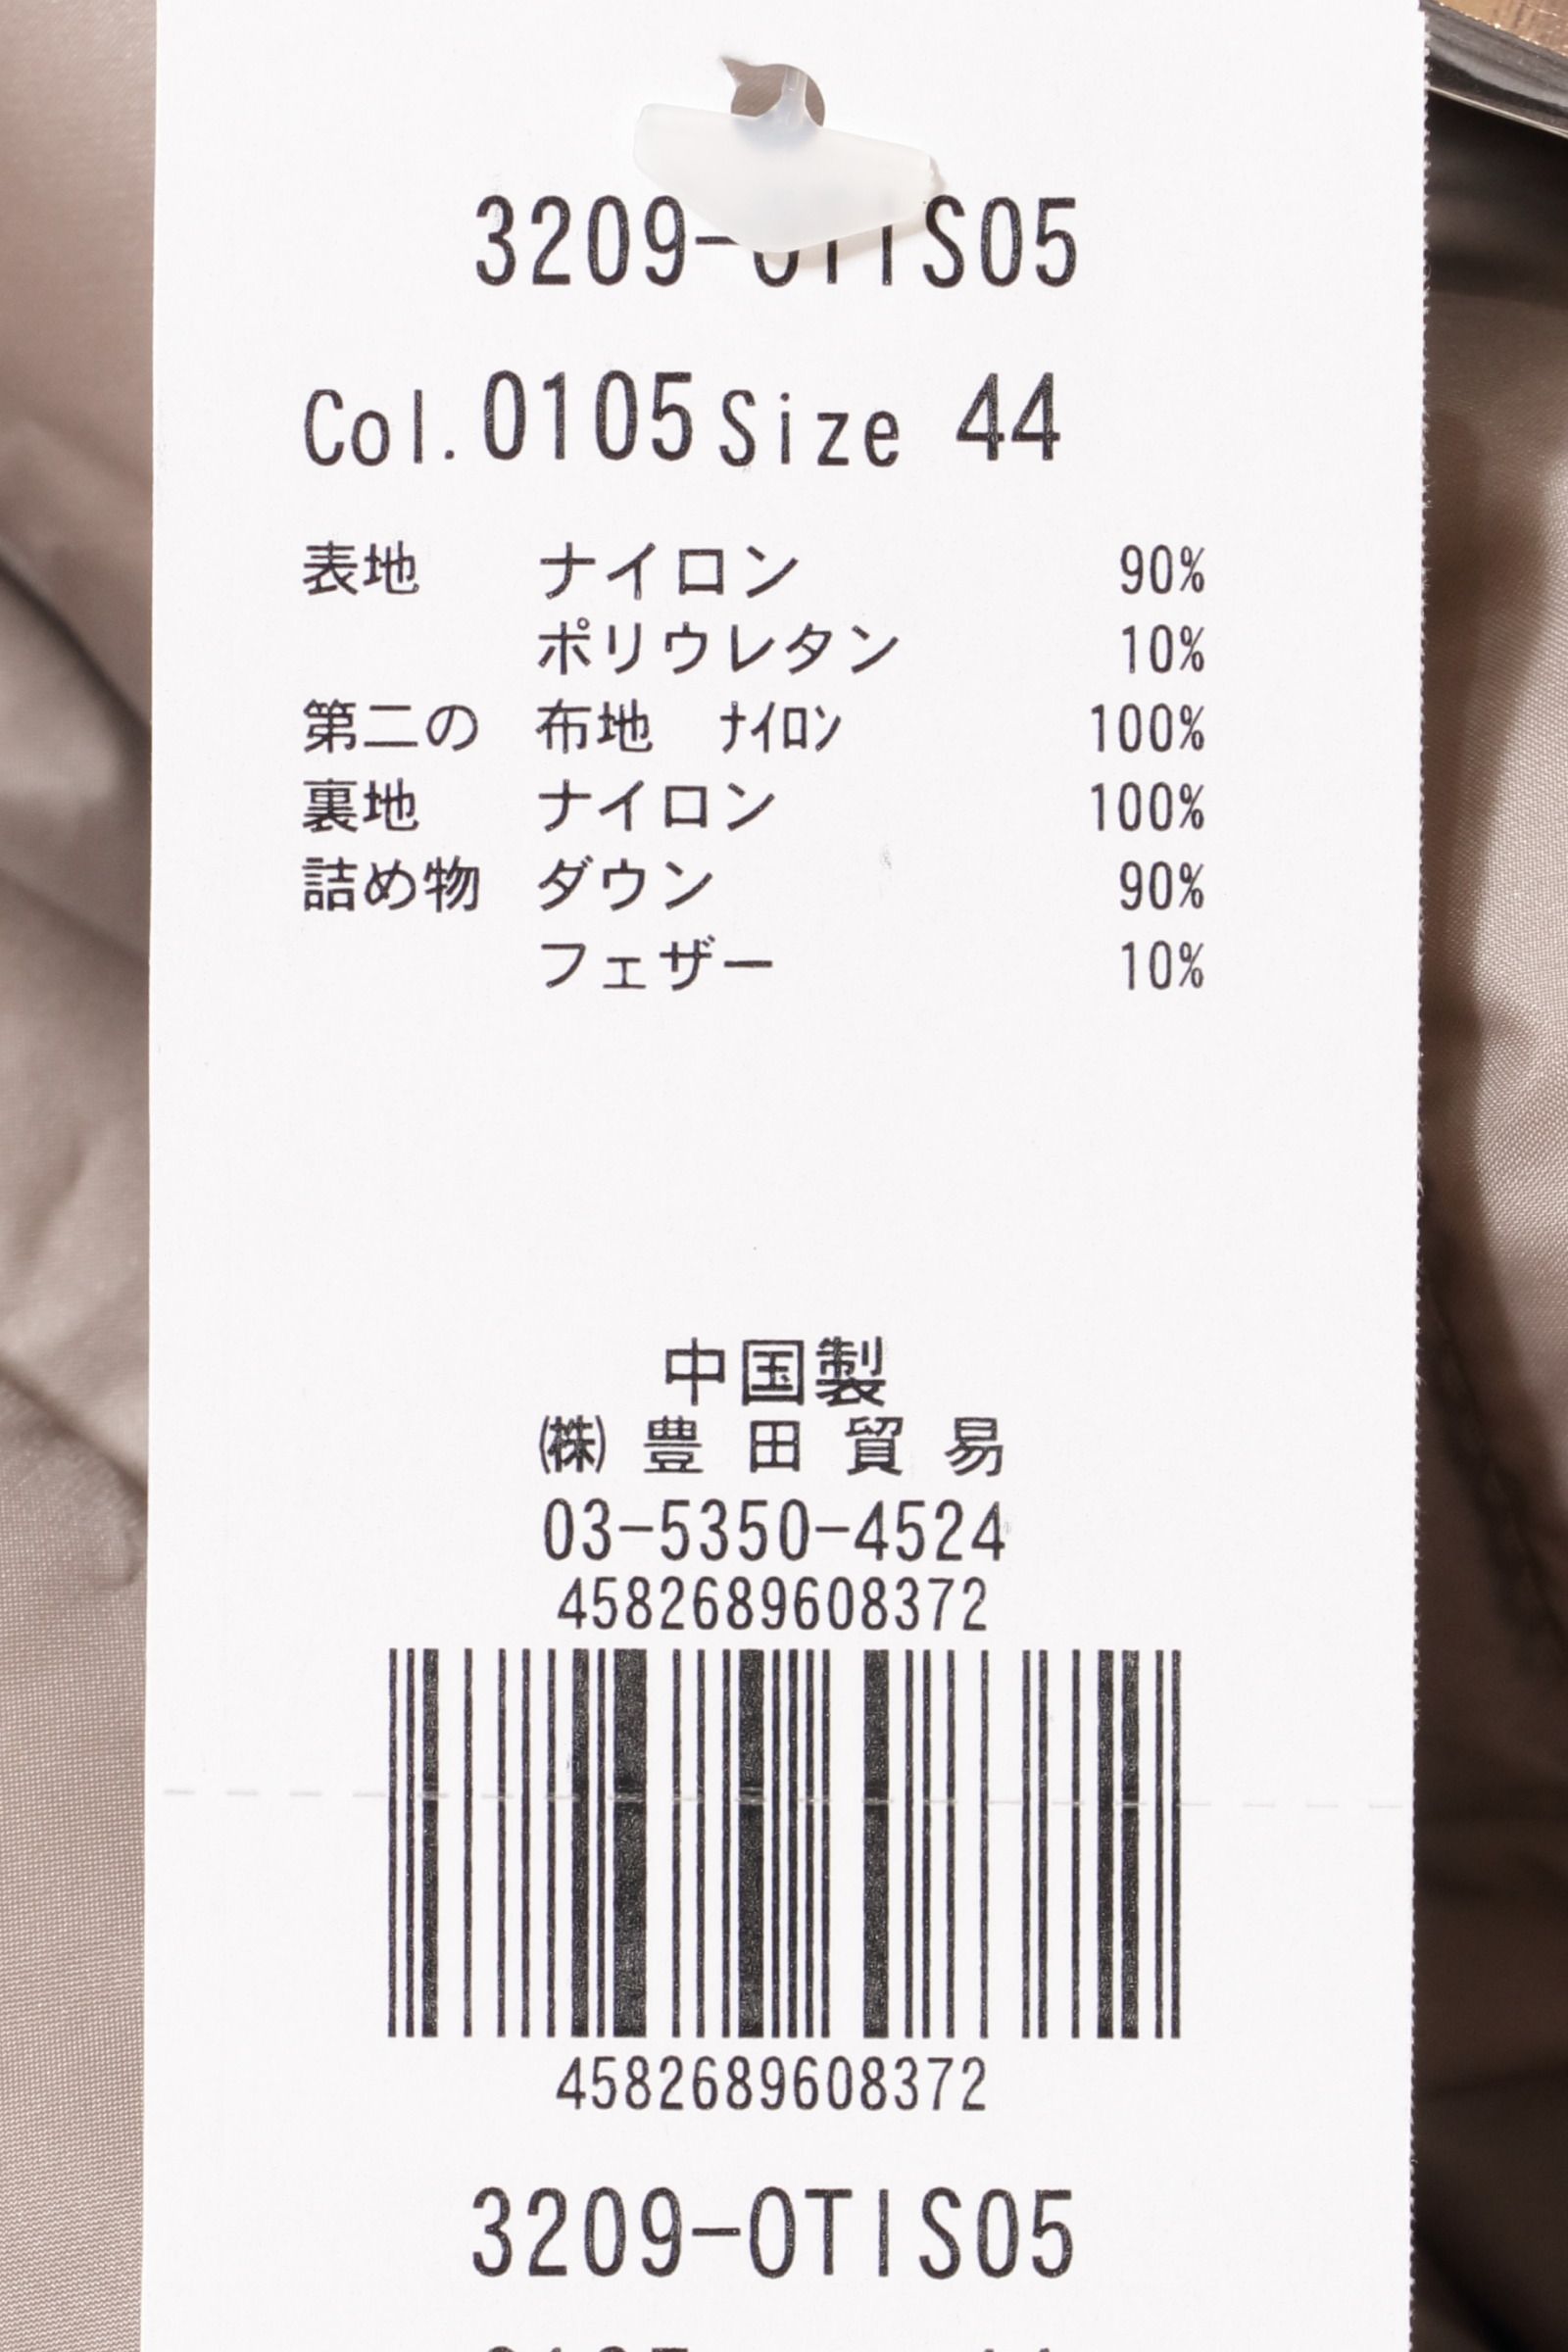 3209-OTIS05
Col.0105 Size 44
表地 ナイロン 90%
ポリウレタン 10%
第二の 布地 ﾅｲﾛﾝ 100%
裏地 ナイロン 100%
詰め物 ダウン 90%
フェザー 10%
中国製
㈱ 豊田貿易
03-5350-4524
4582689608372
4582689608372
3209-OTIS05